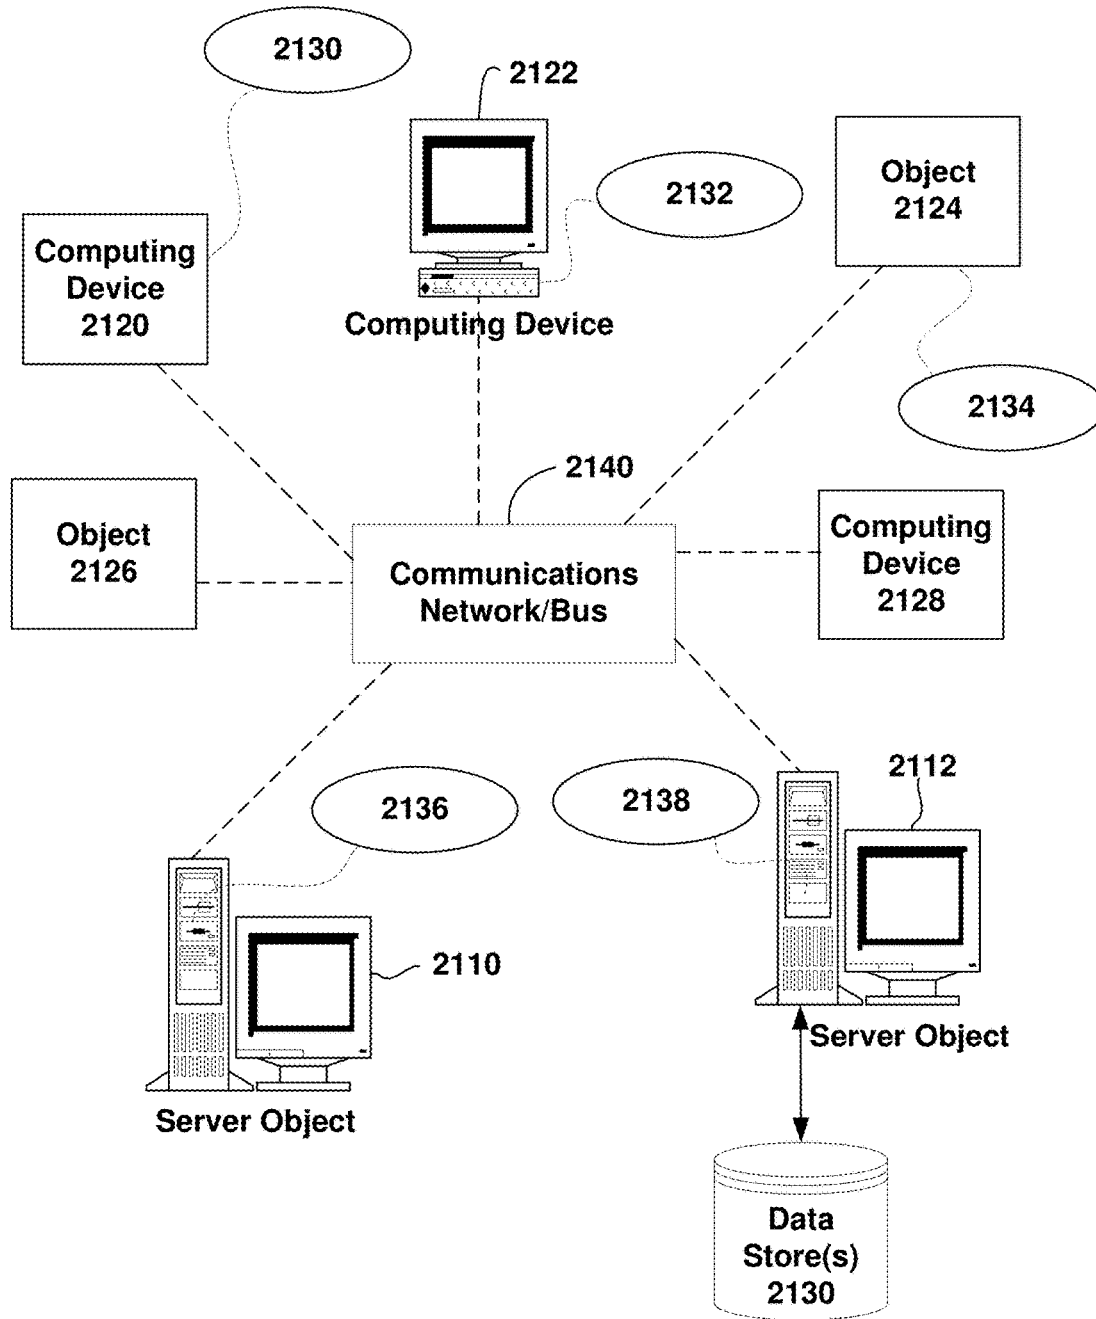 2130
2122
2132
Object
2124
Computing
Device
2120
Computing Device
2134
2140
Object
2126
Communications
Network/Bus
Computing
Device
2128
2136
2138
2112
2110
Server Object
Server Object
Data
Store(s)
2130